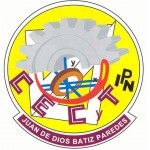 y
CECyT
IPN
JUAN DE DIOS BATIZ PAREDES